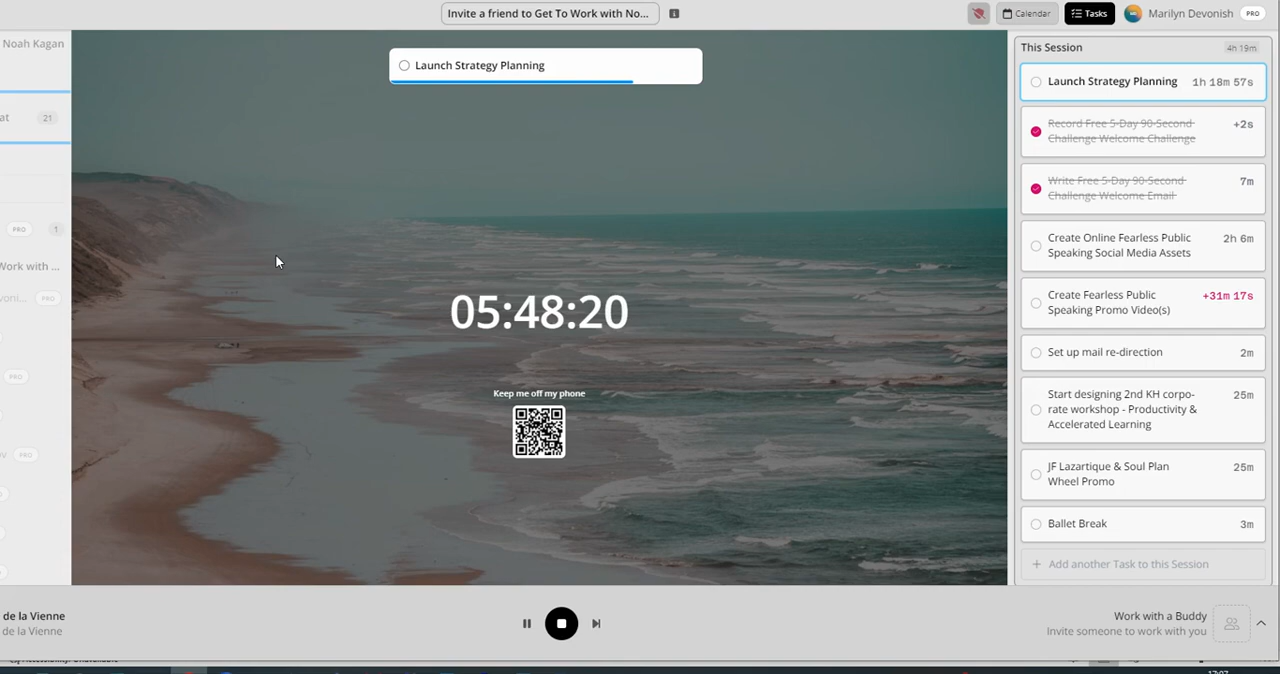 Invite a friend to Get To Work with No...
Calendar
Tasks
Marilyn Devonish
PRO
Noah Kagan
at
21
PRO
1
Work with ...
PRO
PRO
PRO
Launch Strategy Planning
05:48:20
Keep me off my phone
This Session
4h 19m
Launch Strategy Planning
1h 18m 57s
Record Free 5-Day 90-Second
Challenge Welcome Challenge
+2s
Write Free 5-Day 90-Second
Challenge Welcome Email
7m
Create Online Fearless Public
Speaking Social Media Assets
2h 6m
Create Fearless Public
Speaking Promo Video(s)
+31m 17s
Set up mail re-direction
2m
Start designing 2nd KH corpo-
rate workshop - Productivity &
Accelerated Learning
25m
JF Lazartique & Soul Plan
Wheel Promo
25m
Ballet Break
3m
+ Add another Task to this Session
de la Vienne
de la Vienne
Work with a Buddy
Invite someone to work with you